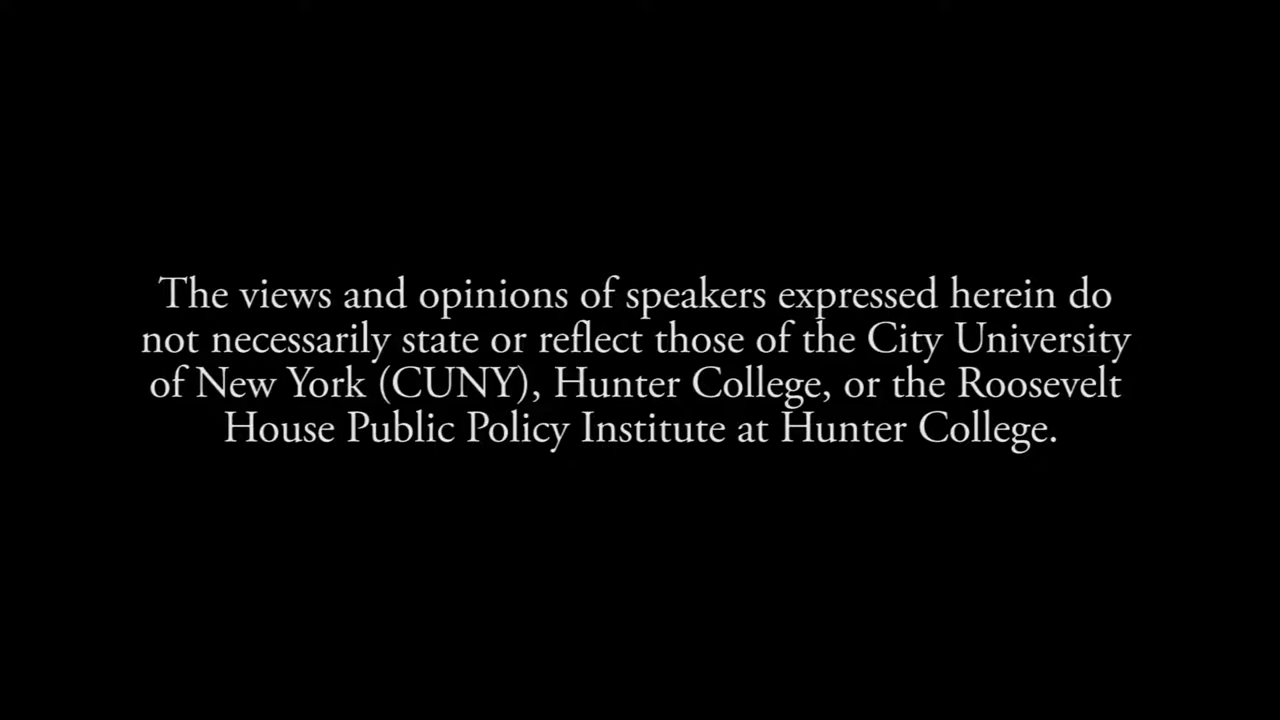 The views and opinions of speakers expressed herein do
not necessarily state or reflect those of the City University
of New York (CUNY), Hunter College, or the Roosevelt
House Public Policy Institute at Hunter College.